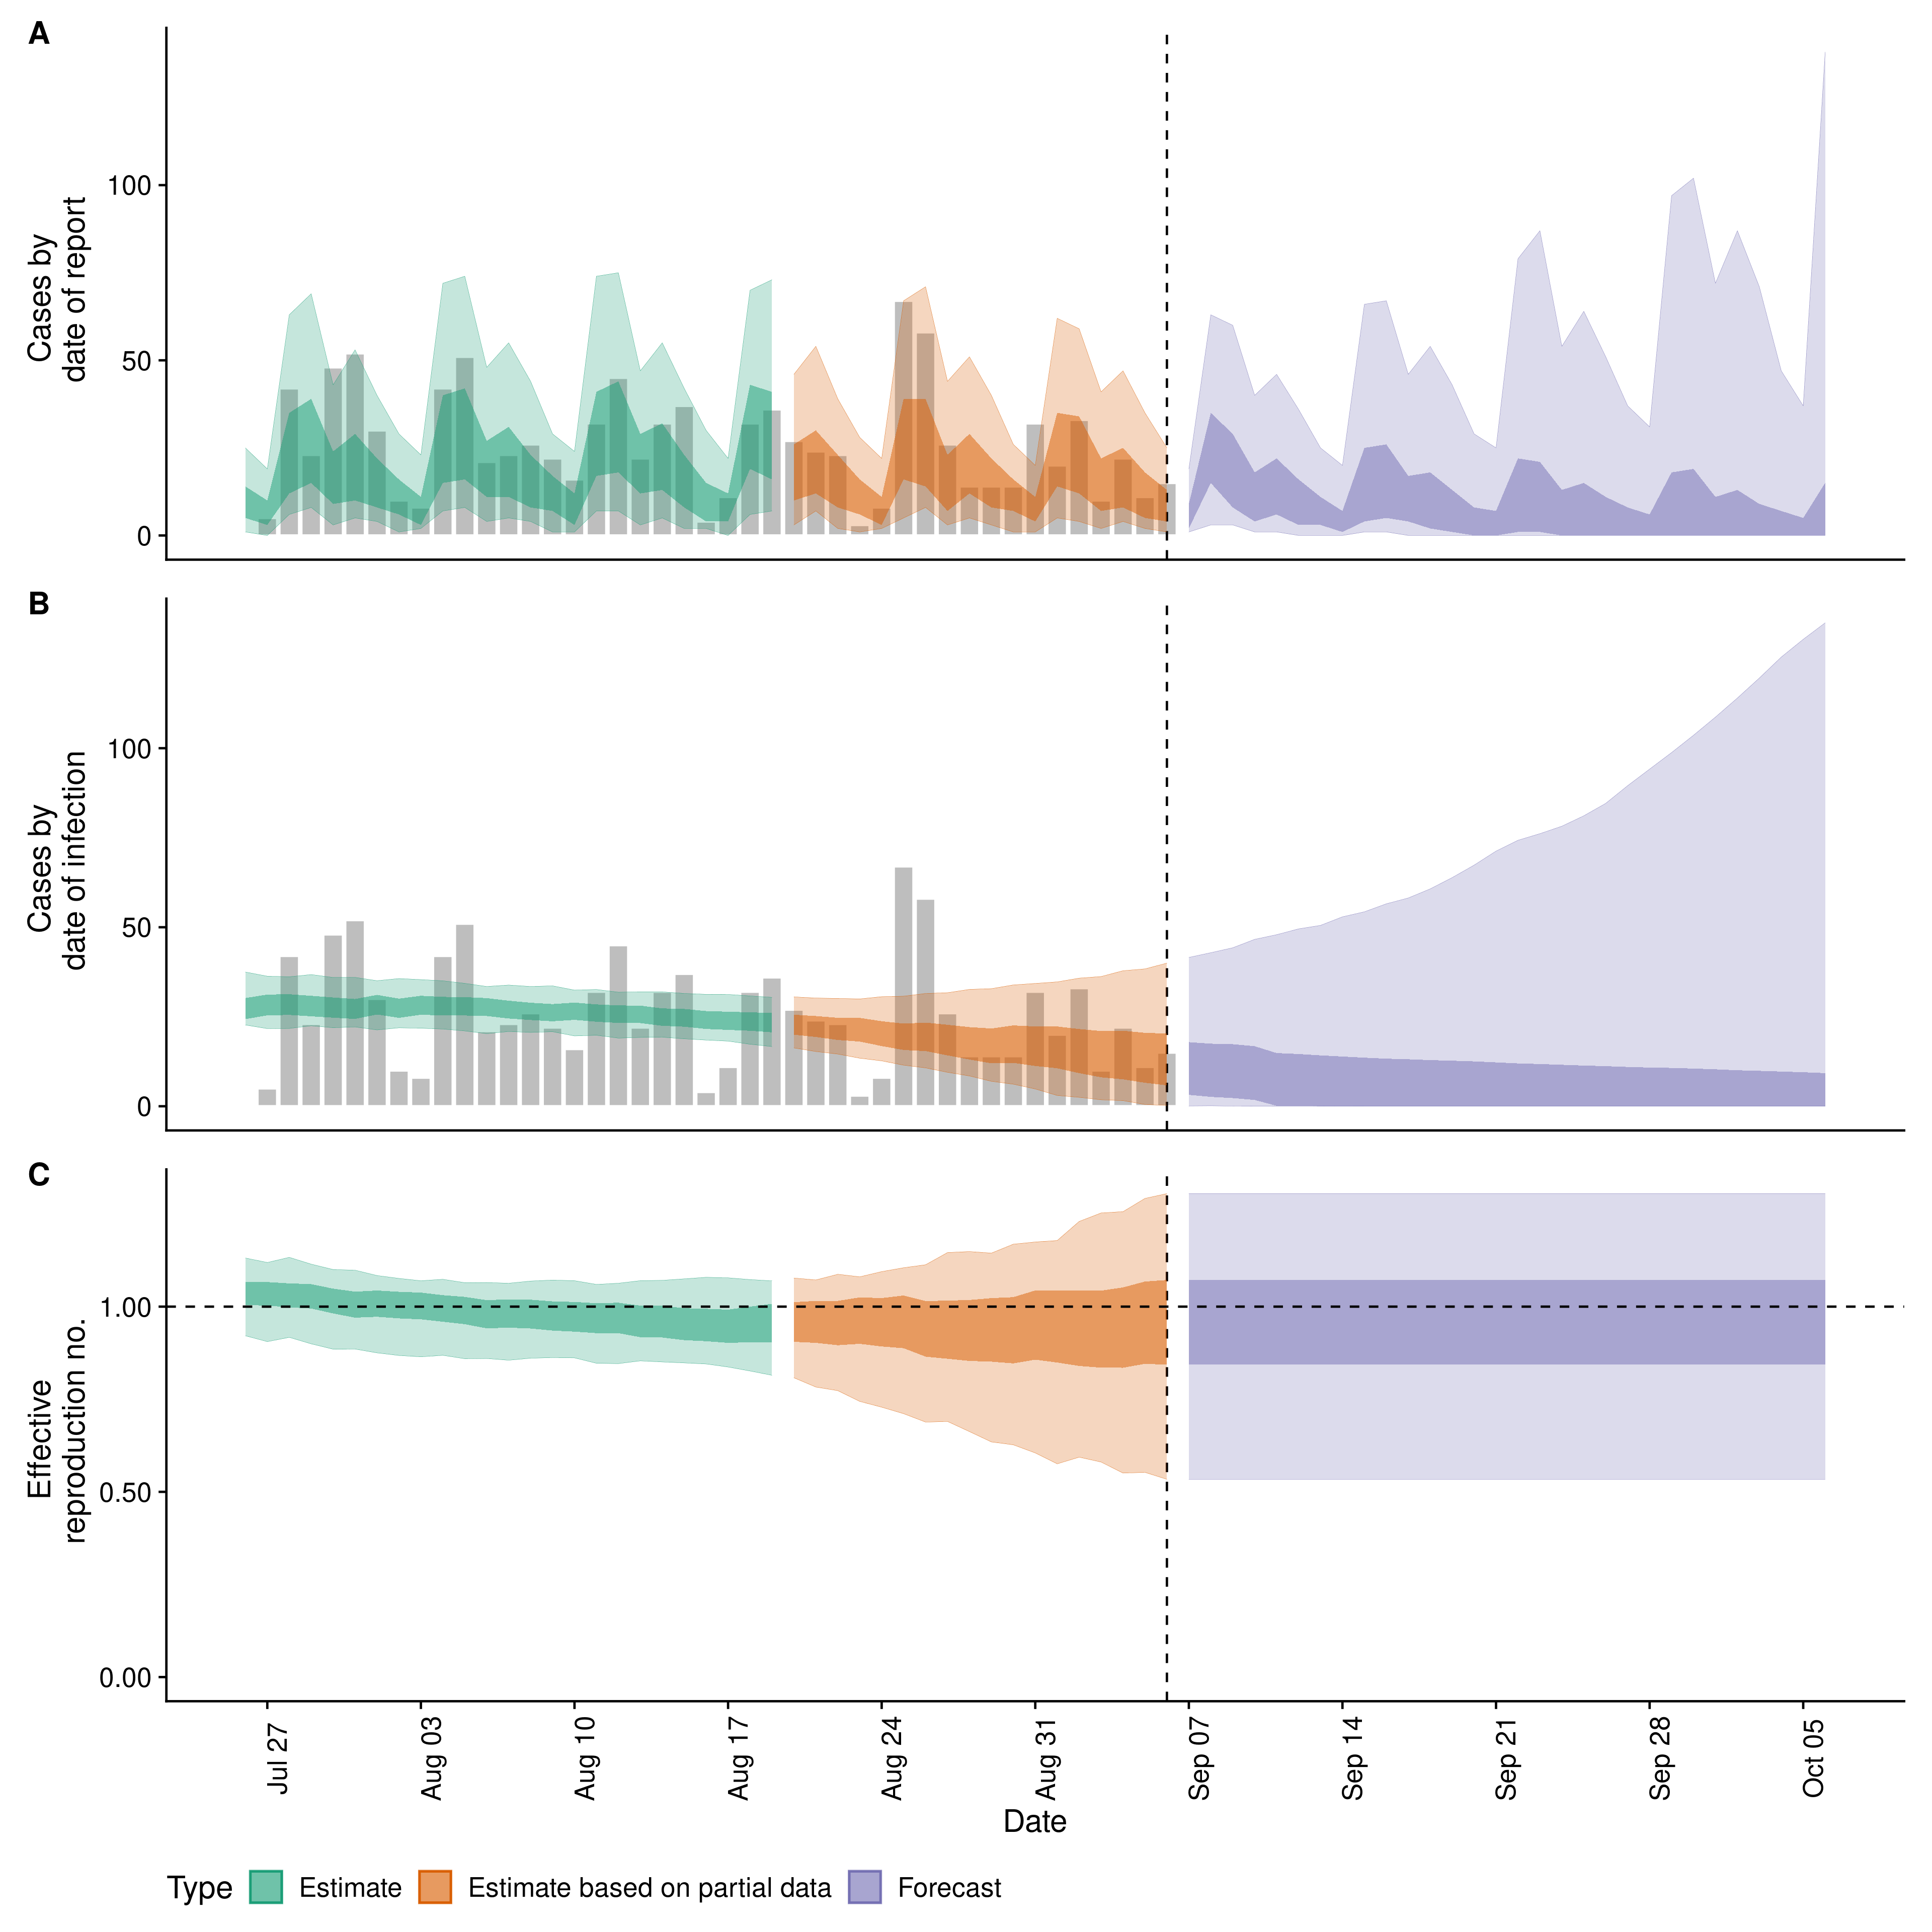 A
Cases by
date of report
100
50
0
B
Cases by
date of infection
100
50
0
C
Effective
reproduction no.
1.00
0.50
0.00
Jul 27
Aug 03
Aug 10
Aug 17
Aug 24
Aug 31
Sep 07
Sep 14
Sep 21
Sep 28
Oct 05
Date
Type Estimate Estimate based on partial data Forecast